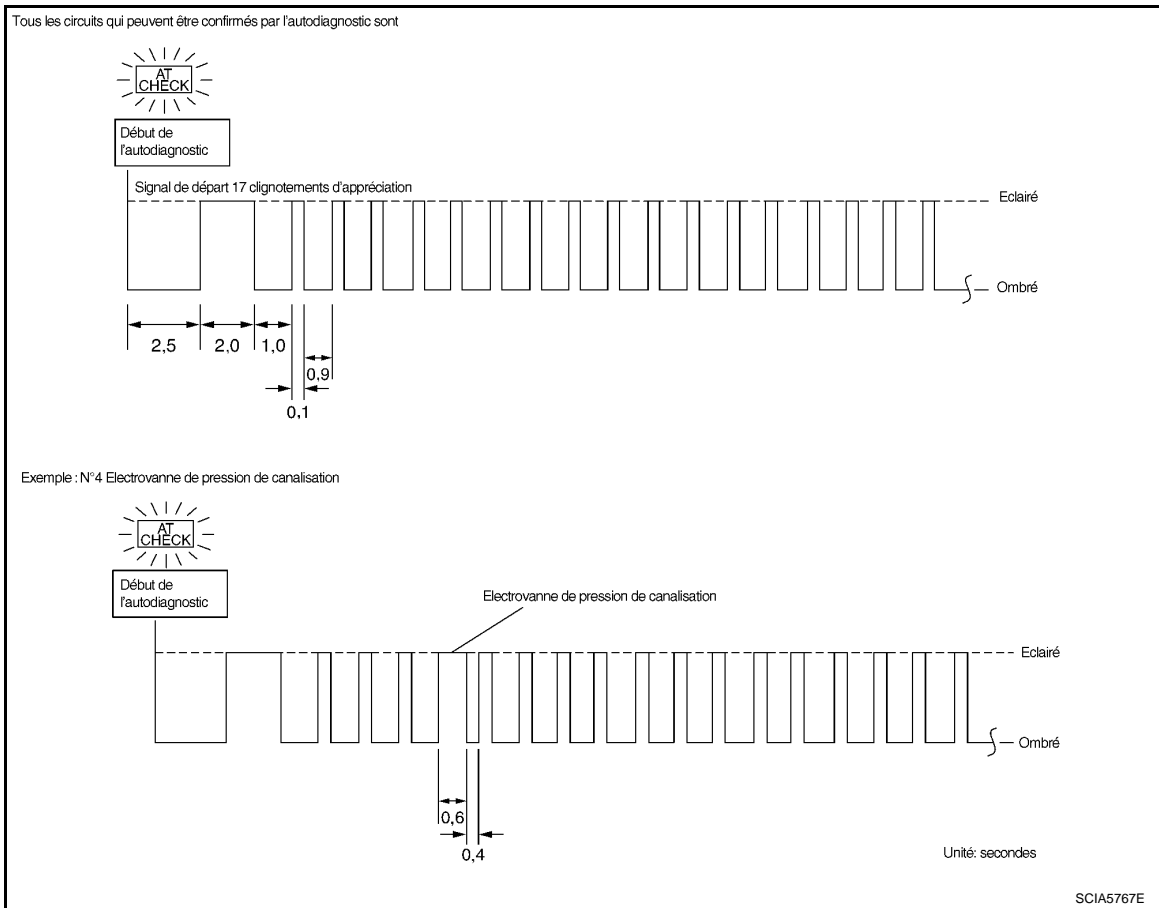 Tous les circuits qui peuvent être confirmés par l'autodiagnostic sont
AT
CHECK
Début de
l'autodiagnostic
Signal de départ 17 clignotements d'appréciation
Eclairé
Ombré
2,5
2,0
1,0
0,9
0,1
Exemple : N°4 Electrovanne de pression de canalisation
AT
CHECK
Début de
l'autodiagnostic
Electrovanne de pression de canalisation
Eclairé
Ombré
0,6
0,4
Unité: secondes
SCIA5767E